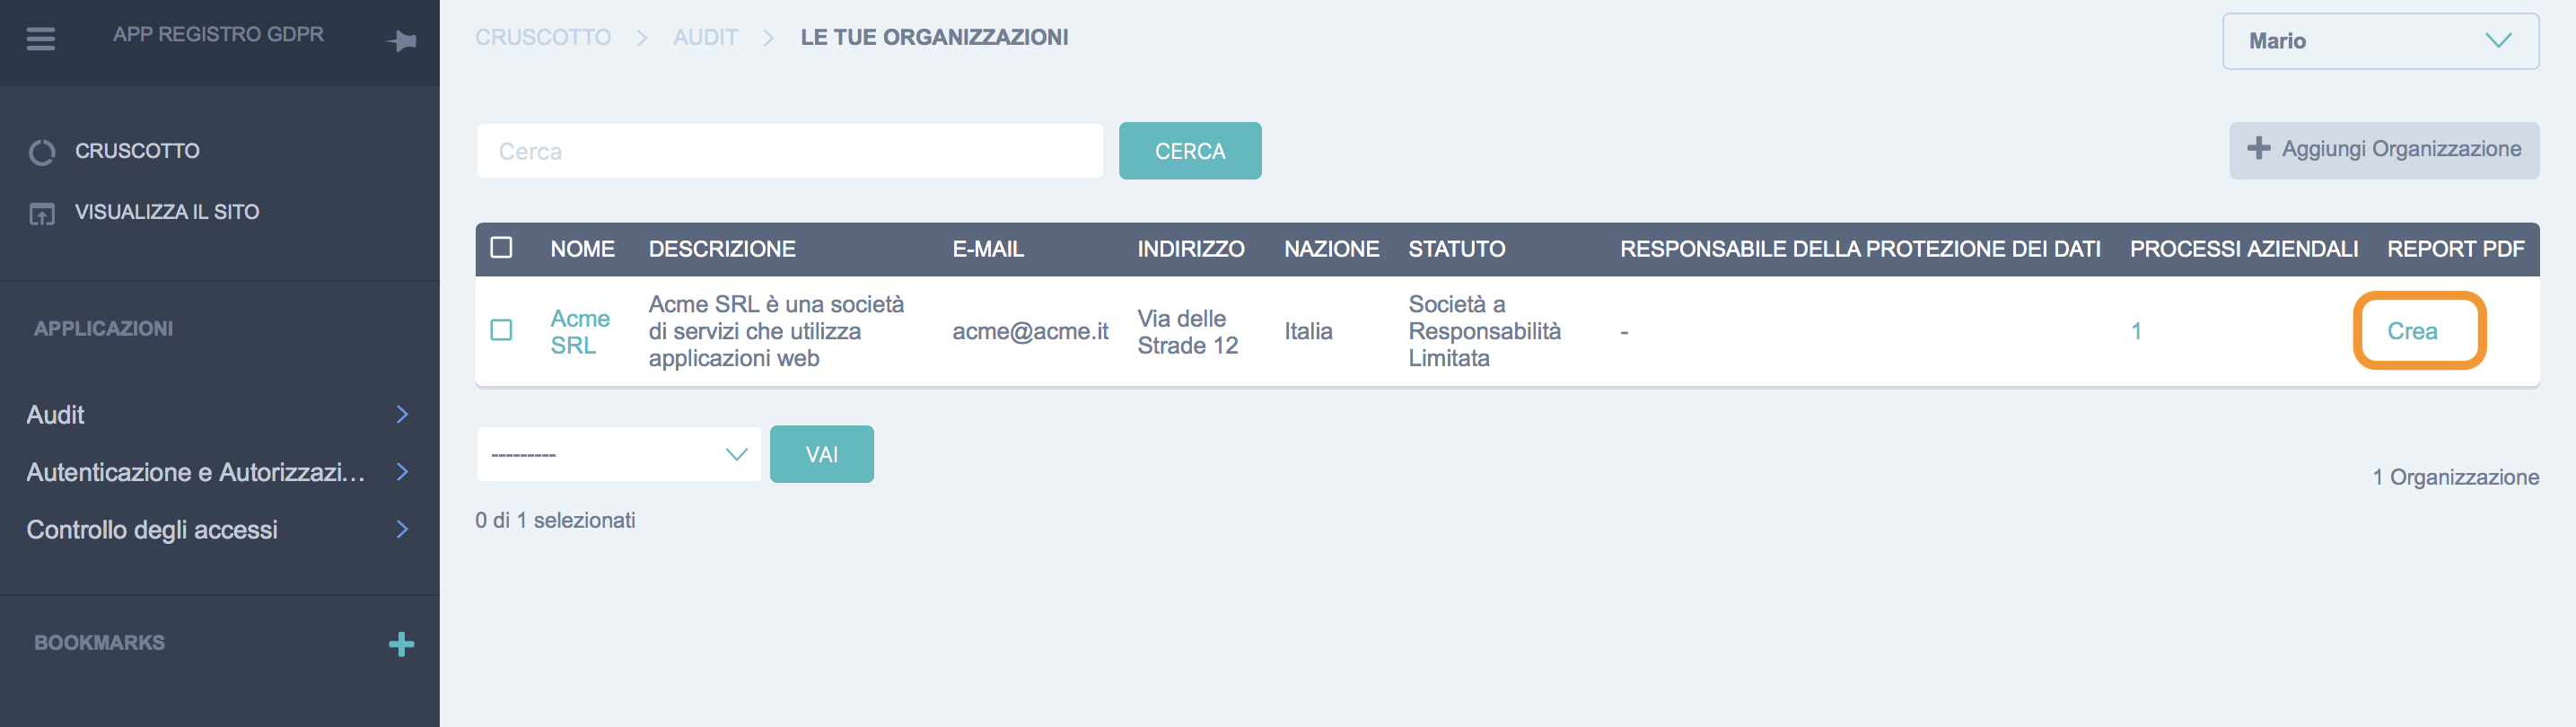 APP REGISTRO GDPR
CRUSCOTTO
VISUALIZZA IL SITO
APPLICAZIONI
Audit
Autenticazione e Autorizzazi...
Controllo degli accessi
BOOKMARKS
CRUSCOTTO > AUDIT > LE TUE ORGANIZZAZIONI
Mario
Cerca
CERCA
Aggiungi Organizzazione
NOME DESCRIZIONE E-MAIL INDIRIZZO NAZIONE STATUTO RESPONSABILE DELLA PROTEZIONE DEI DATI PROCESSI AZIENDALI REPORT PDF
Acme
SRL
Acme SRL è una società
di servizi che utilizza
applicazioni web
acme@acme.it
Via delle
Strade 12
Italia
Società a
Responsabilità
Limitata
-
1
Crea
---------
VAI
1 Organizzazione
0 di 1 selezionati